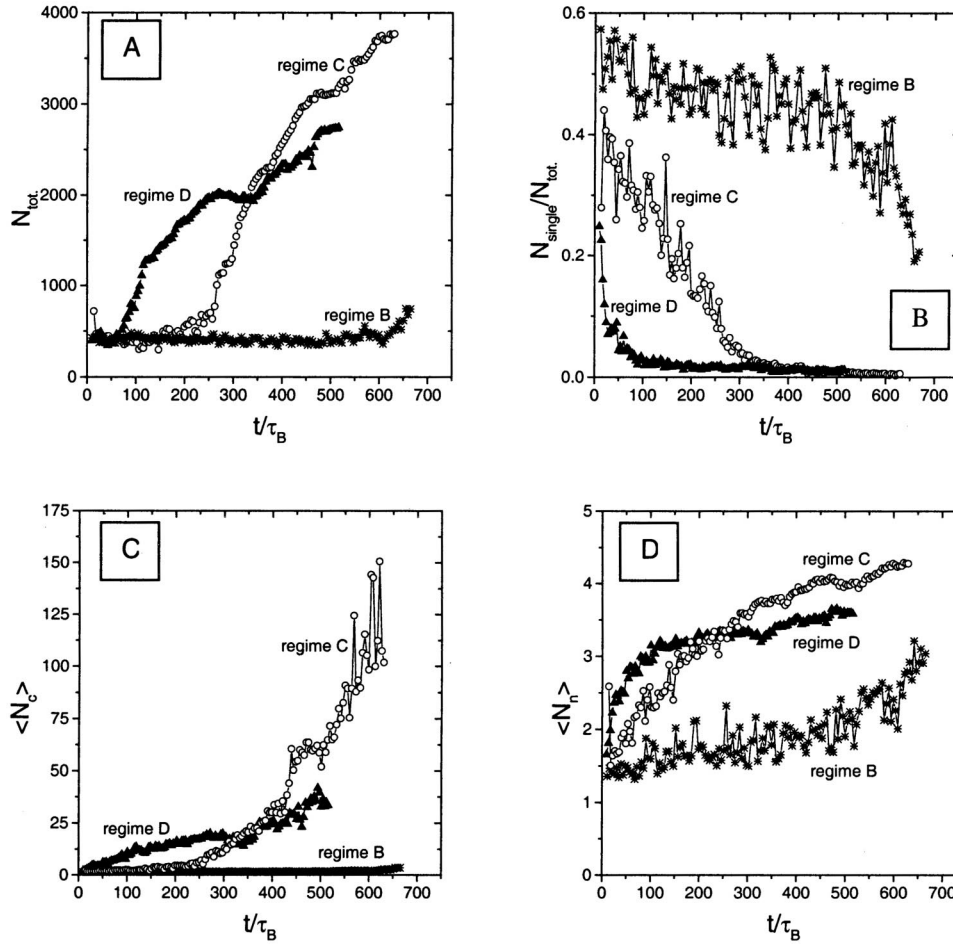 A
4000
3000
2000
1000
0
N_tot.
regime C
regime D
regime B
0 100 200 300 400 500 600 700
t/τ_B
0.6
0.4
0.2
0.0
N_single/N_tot.
regime B
regime C
regime D
B
0 100 200 300 400 500 600 700
t/τ_B
C
175
150
125
100
75
50
25
0
<N_c>
regime C
regime D
regime B
0 100 200 300 400 500 600 700
t/τ_B
D
5
4
3
2
1
0
<N_n>
regime C
regime D
regime B
0 100 200 300 400 500 600 700
t/τ_B